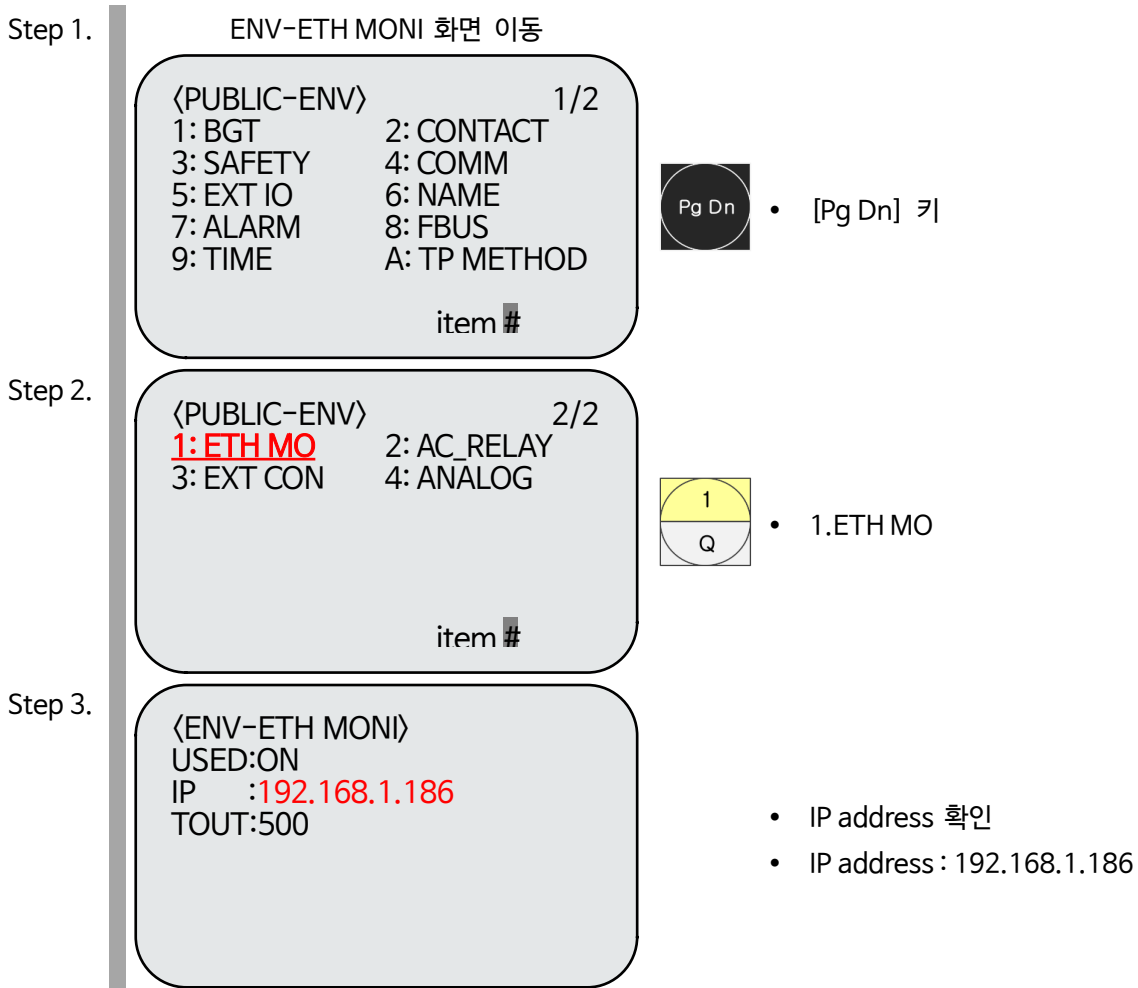 Step 1.
ENV-ETH MONI 화면 이동
〈PUBLIC-ENV〉 1/2
1: BGT 2: CONTACT
3: SAFETY 4: COMM
5: EXT IO 6: NAME
7: ALARM 8: FBUS
9: TIME A: TP METHOD
item #
Pg Dn
• [Pg Dn] 키
Step 2.
〈PUBLIC-ENV〉 2/2
1: ETH MO 2: AC_RELAY
3: EXT CON 4: ANALOG
item #
1
Q
• 1.ETH MO
Step 3.
〈ENV-ETH MONI〉
USED:ON
IP :192.168.1.186
TOUT:500
• IP address 확인
• IP address : 192.168.1.186